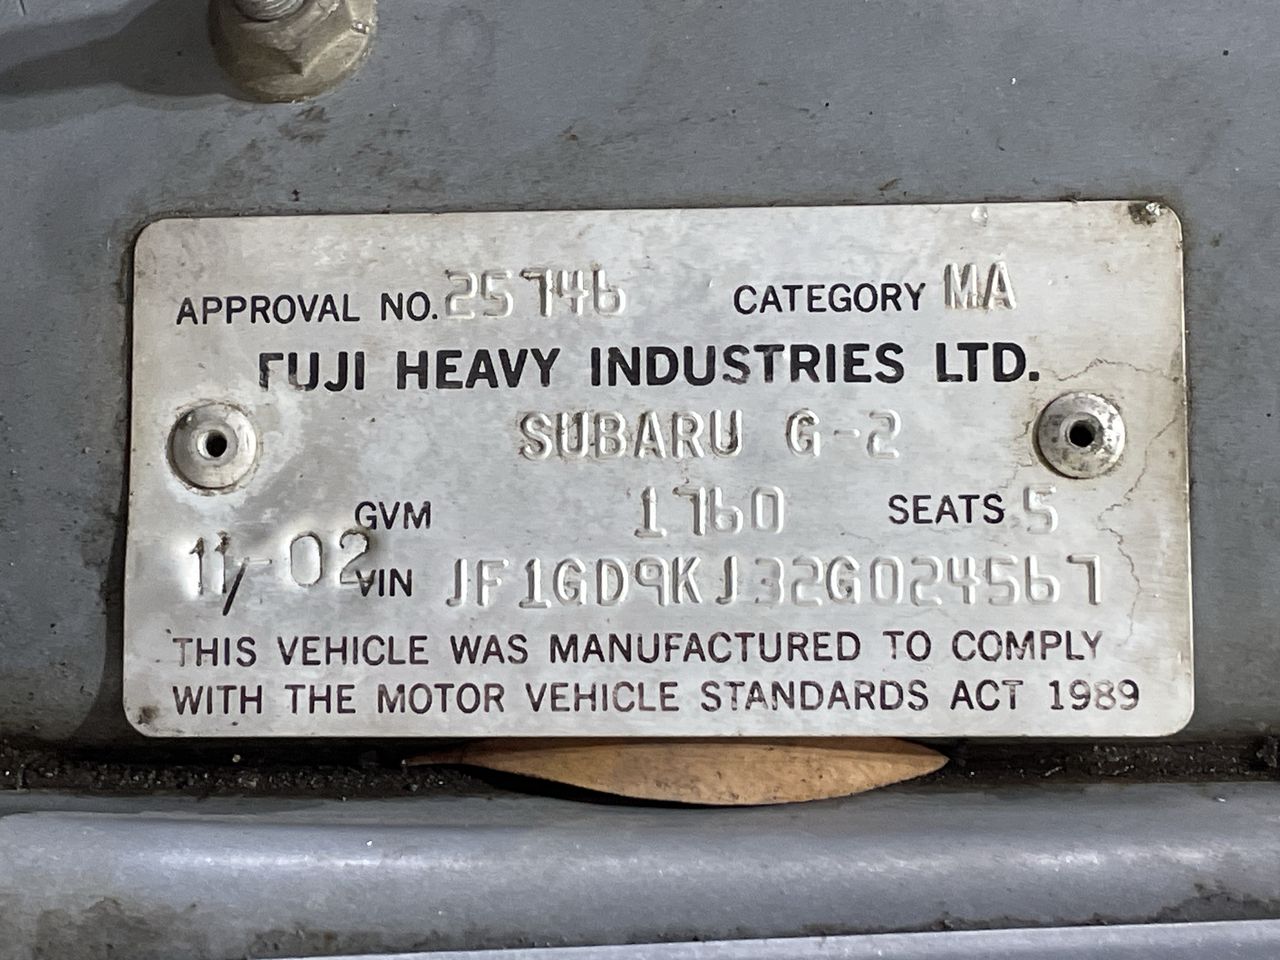 APPROVAL NO. 25746 CATEGORY MA
FUJI HEAVY INDUSTRIES LTD.
SUBARU G-2
GVM 1760 SEATS 5
11-02 VIN JF1GD9KJ32G024567
THIS VEHICLE WAS MANUFACTURED TO COMPLY
WITH THE MOTOR VEHICLE STANDARDS ACT 1989